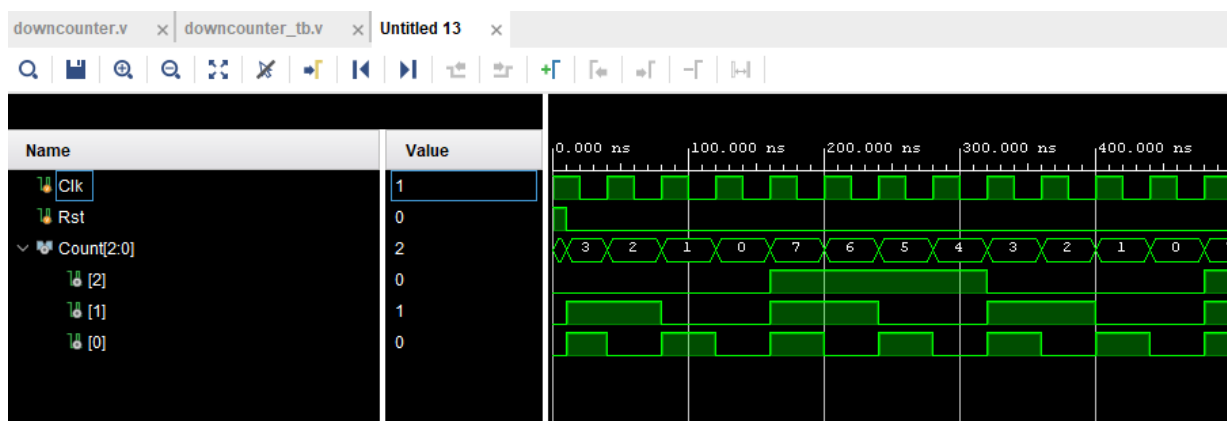 downcounter.v × downcounter_tb.v × Untitled 13 ×
Name Value 0.000 ns 100.000 ns 200.000 ns 300.000 ns 400.000 ns
Clk 1
Rst 0
Count[2:0] 2 3 2 1 0 7 6 5 4 3 2 1 0
[2] 0
[1] 1
[0] 0